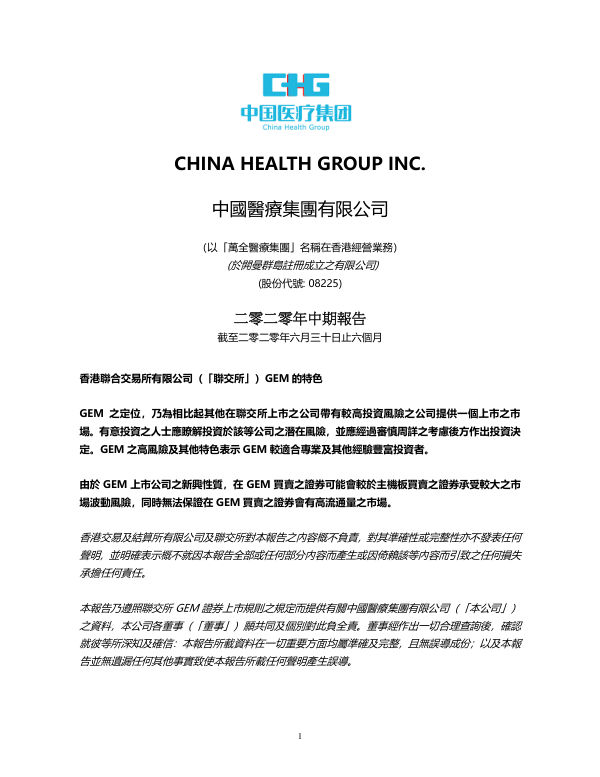 CHG
中国医疗集团
China Health Group
CHINA HEALTH GROUP INC.
中國醫療集團有限公司
（以「萬全醫療集團」名稱在香港經營業務）
(於開曼群島註冊成立之有限公司)
(股份代號: 08225)
二零二零年中期報告
截至二零二零年六月三十日止六個月
香港聯合交易所有限公司（「聯交所」）GEM 的特色
GEM 之定位，乃為相比起其他在聯交所上市之公司帶有較高投資風險之公司提供一個上市之市
場。有意投資之人士應瞭解投資於該等公司之潛在風險，並應經過審慎周詳之考慮後方作出投資決
定。GEM 之高風險及其他特色表示 GEM 較適合專業及其他經驗豐富投資者。
由於 GEM 上市公司之新興性質，在 GEM 買賣之證券可能會較於主機板買賣之證券承受較大之市
場波動風險，同時無法保證在 GEM 買賣之證券會有高流通量之市場。
香港交易及結算所有限公司及聯交所對本報告之內容概不負責，對其準確性或完整性亦不發表任何
聲明，並明確表示概不就因本報告全部或任何部分內容而產生或因倚賴該等內容而引致之任何損失
承擔任何責任。
本報告乃遵照聯交所 GEM 證券上市規則之規定而提供有關中國醫療集團有限公司（「本公司」）
之資料，本公司各董事（「董事」）願共同及個別對此負全責。董事經作出一切合理查詢後，確認
就彼等所深知及確信：本報告所載資料在一切重要方面均屬準確及完整，且無誤導成份；以及本報
告並無遺漏任何其他事實致使本報告所載任何聲明產生誤導。
1